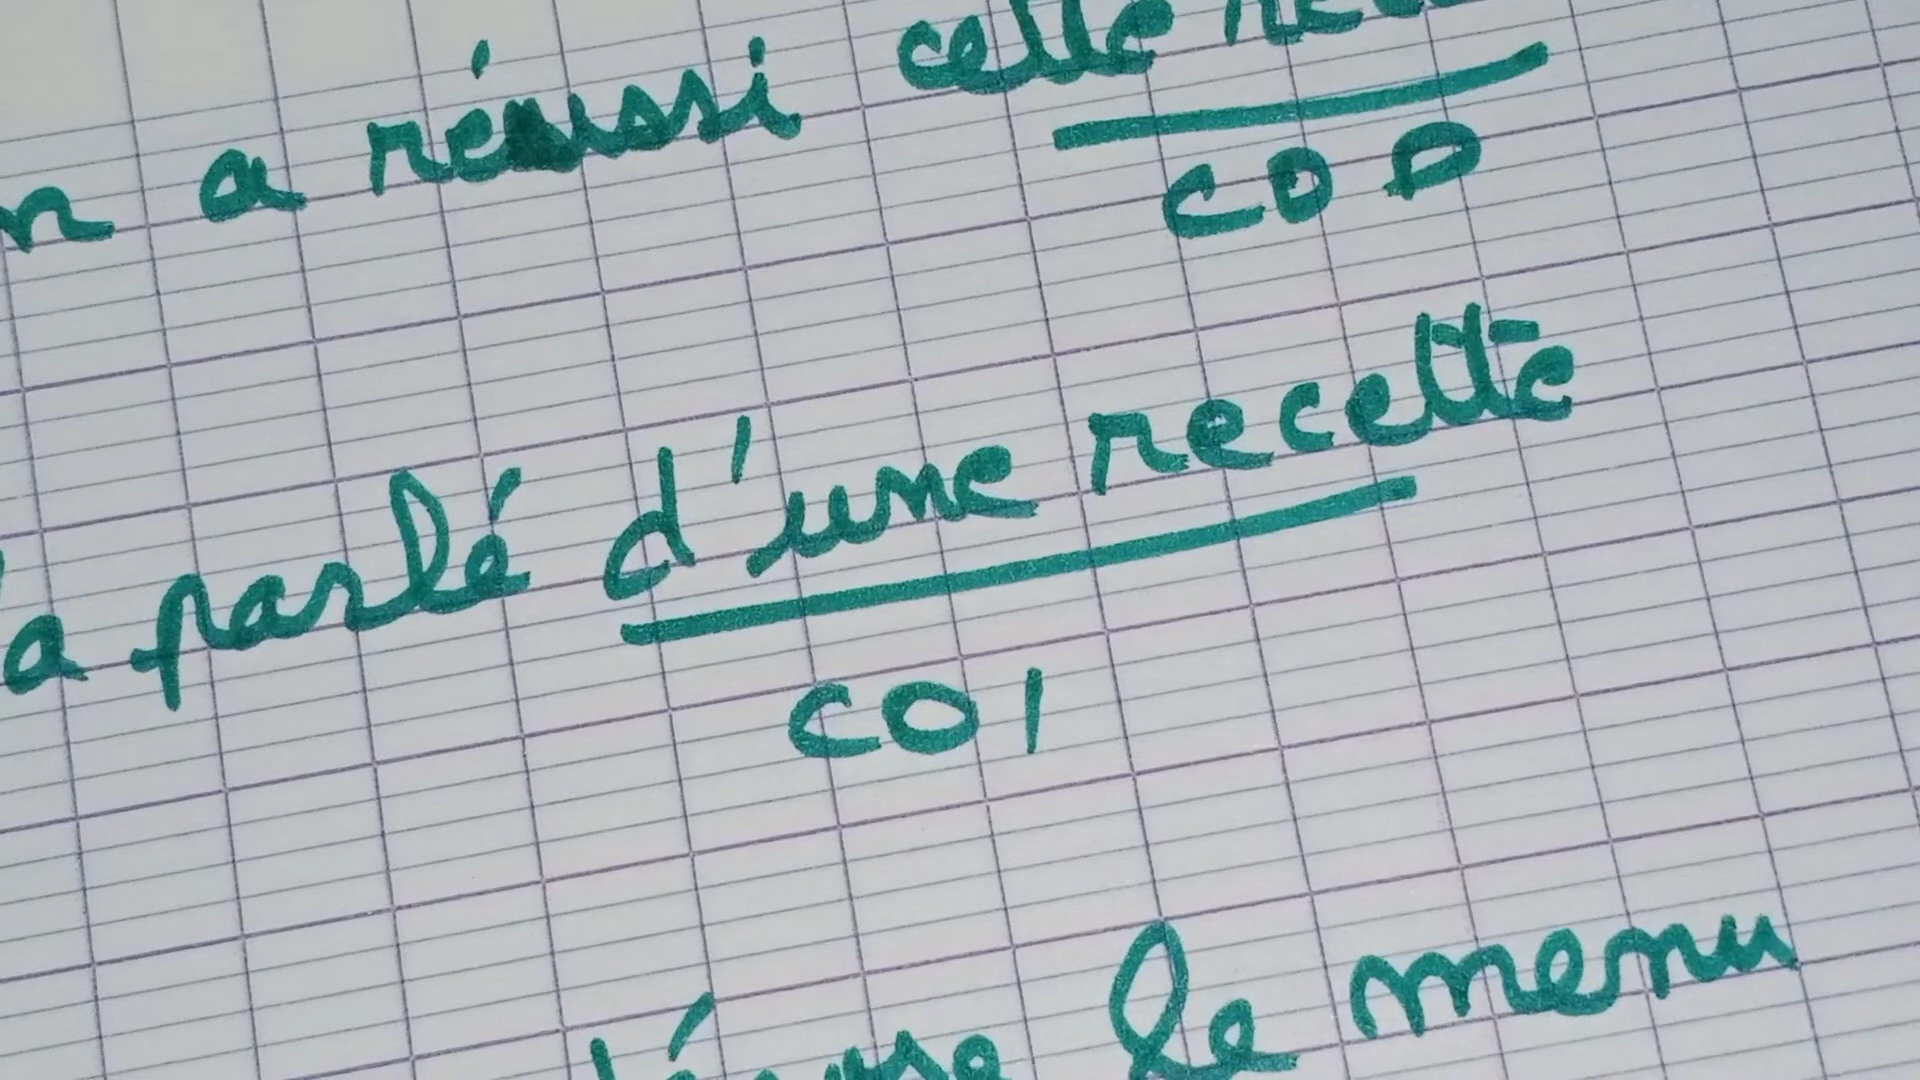 a réussi cette
COD
a parlé d'une recette
COI
le menu